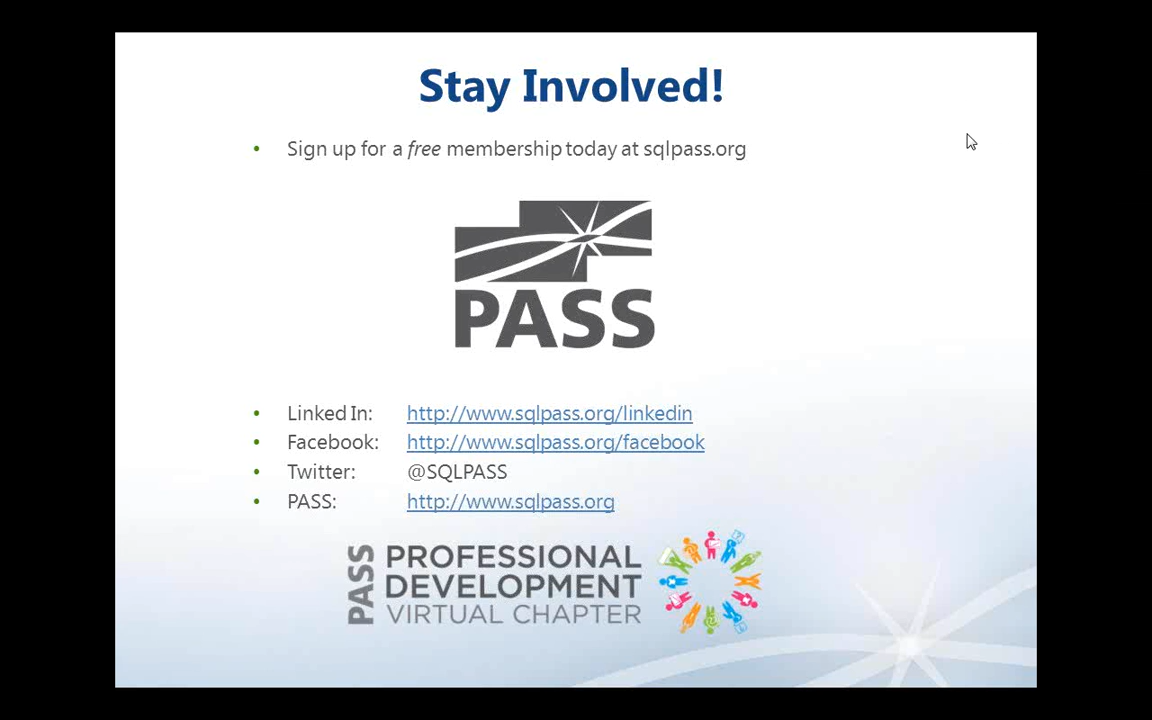 Stay Involved!
• Sign up for a free membership today at sqlpass.org
PASS
• Linked In: http://www.sqlpass.org/linkedin
• Facebook: http://www.sqlpass.org/facebook
• Twitter: @SQLPASS
• PASS: http://www.sqlpass.org
PASS
PROFESSIONAL
DEVELOPMENT
VIRTUAL CHAPTER